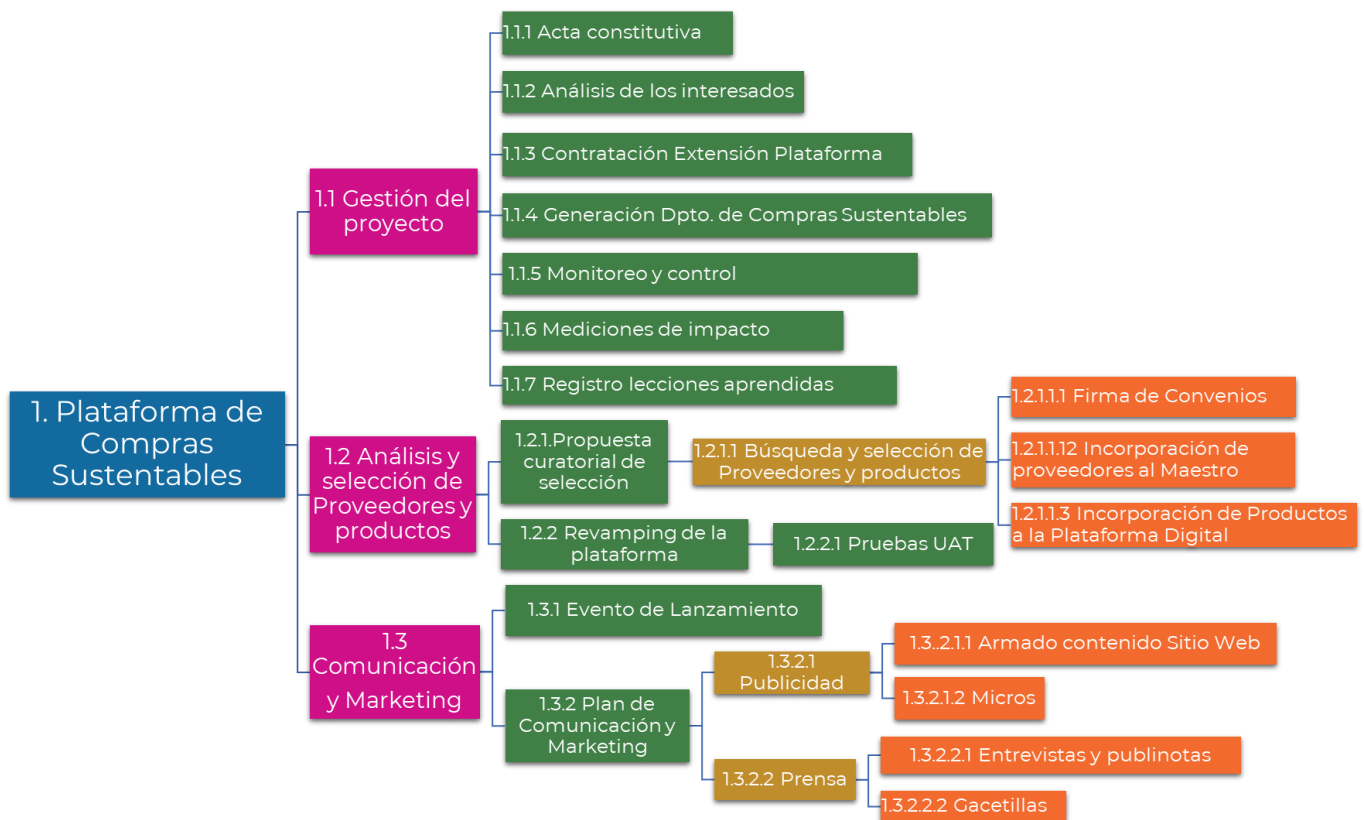 1. Plataforma de
Compras
Sustentables
1.1 Gestión del
proyecto
1.1.1 Acta constitutiva
1.1.2 Análisis de los interesados
1.1.3 Contratación Extensión Plataforma
1.1.4 Generación Dpto. de Compras Sustentables
1.1.5 Monitoreo y control
1.1.6 Mediciones de impacto
1.1.7 Registro lecciones aprendidas
1.2 Análisis y
selección de
Proveedores y
productos
1.2.1.Propuesta
curatorial de
selección
1.2.1.1 Búsqueda y selección de
Proveedores y productos
1.2.1.1.1 Firma de Convenios
1.2.1.1.12 Incorporación de
proveedores al Maestro
1.2.1.1.3 Incorporación de Productos
a la Plataforma Digital
1.2.2 Revamping de la
plataforma
1.2.2.1 Pruebas UAT
1.3
Comunicación
y Marketing
1.3.1 Evento de Lanzamiento
1.3.2 Plan de
Comunicación y
Marketing
1.3.2.1
Publicidad
1.3..2.1.1 Armado contenido Sitio Web
1.3.2.1.2 Micros
1.3.2.2 Prensa
1.3.2.2.1 Entrevistas y publinotas
1.3.2.2.2 Gacetillas